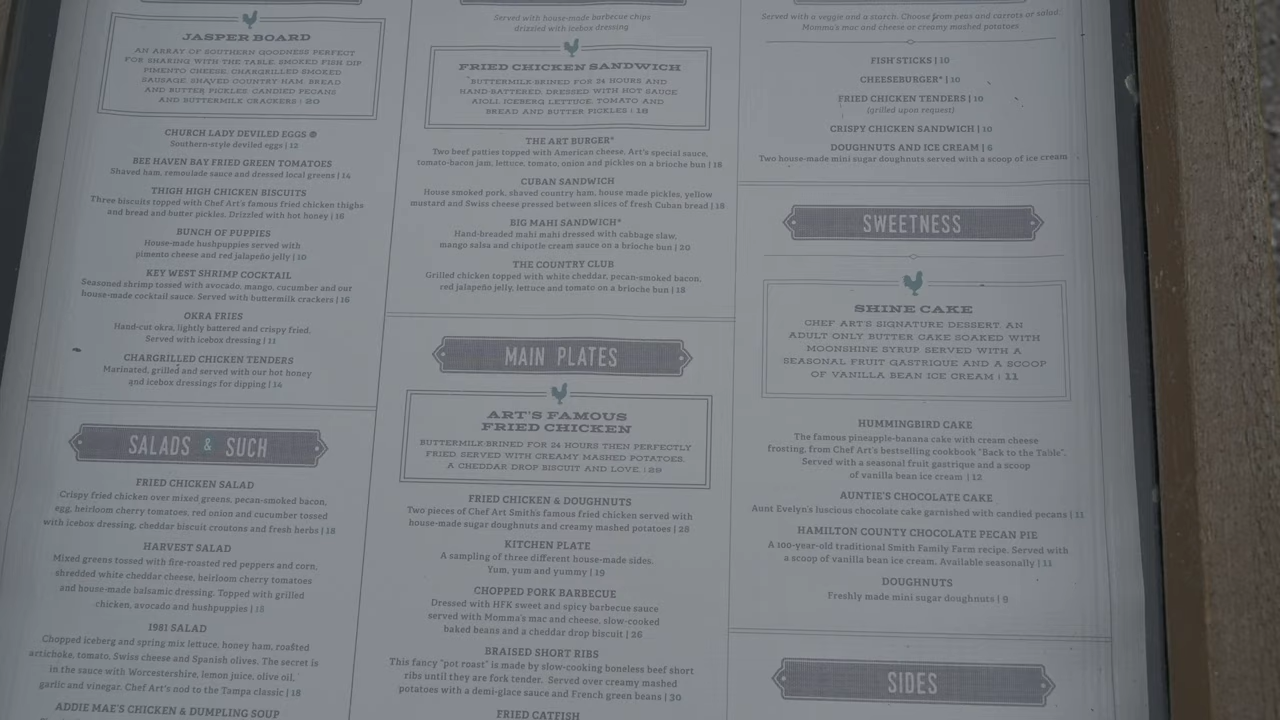 JASPER BOARD
AN ARRAY OF SOUTHERN GOODNESS PERFECT
FOR SHARING WITH THE TABLE. SMOKED FISH DIP,
PIMENTO CHEESE, CHARGRILLED SMOKED
SAUSAGE, SHAVED COUNTRY HAM, BREAD
AND BUTTER PICKLES, CANDIED PECANS
AND BUTTERMILK CRACKERS | 20
CHURCH LADY DEVILED EGGS
Southern-style deviled eggs | 12
BEE HAVEN BAY FRIED GREEN TOMATOES
Shaved ham, remoulade sauce and dressed local greens | 14
THIGH HIGH CHICKEN BISCUITS
Three biscuits topped with Chef Art's famous fried chicken thighs
and bread and butter pickles. Drizzled with hot honey | 16
BUNCH OF PUPPIES
House-made hushpuppies served with
pimento cheese and red jalapeño jelly | 10
KEY WEST SHRIMP COCKTAIL
Seasoned shrimp tossed with avocado, mango, cucumber and our
house-made cocktail sauce. Served with buttermilk crackers | 16
OKRA FRIES
Hand-cut okra, lightly battered and crispy fried.
Served with icebox dressing | 11
CHARGRILLED CHICKEN TENDERS
Marinated, grilled and served with our hot honey
and icebox dressings for dipping | 14
SALADS & SUCH
FRIED CHICKEN SALAD
Crispy fried chicken over mixed greens, pecan-smoked bacon,
egg, heirloom cherry tomatoes, red onion and cucumber tossed
with icebox dressing, cheddar biscuit croutons and fresh herbs | 18
HARVEST SALAD
Mixed greens tossed with fire-roasted red peppers and corn,
shredded white cheddar cheese, heirloom cherry tomatoes
and house-made balsamic dressing. Topped with grilled
chicken, avocado and hushpuppies | 18
1981 SALAD
Chopped iceberg and spring mix lettuce, honey ham, roasted
artichoke, tomato, Swiss cheese and Spanish olives. The secret is
in the sauce with Worcestershire, lemon juice, olive oil,
garlic and vinegar. Chef Art's nod to the Tampa classic | 18
ADDIE MAE'S CHICKEN & DUMPLING SOUP
Served with house-made barbecue chips
drizzled with icebox dressing
FRIED CHICKEN SANDWICH
BUTTERMILK-BRINED FOR 24 HOURS AND
HAND-BATTERED. DRESSED WITH HOT SAUCE
AIOLI, ICEBERG LETTUCE, TOMATO AND
BREAD AND BUTTER PICKLES | 18
THE ART BURGER*
Two beef patties topped with American cheese, Art's special sauce,
tomato-bacon jam, lettuce, tomato, onion and pickles on a brioche bun | 18
CUBAN SANDWICH
House smoked pork, shaved country ham, house made pickles, yellow
mustard and Swiss cheese pressed between slices of fresh Cuban bread | 18
BIG MAHI SANDWICH*
Hand-breaded mahi mahi dressed with cabbage slaw,
mango salsa and chipotle cream sauce on a brioche bun | 20
THE COUNTRY CLUB
Grilled chicken topped with white cheddar, pecan-smoked bacon,
red jalapeño jelly, lettuce and tomato on a brioche bun | 18
MAIN PLATES
ART'S FAMOUS
FRIED CHICKEN
BUTTERMILK-BRINED FOR 24 HOURS THEN PERFECTLY
FRIED. SERVED WITH CREAMY MASHED POTATOES,
A CHEDDAR DROP BISCUIT AND LOVE. | 29
FRIED CHICKEN & DOUGHNUTS
Two pieces of Chef Art Smith's famous fried chicken served with
house-made sugar doughnuts and creamy mashed potatoes | 28
KITCHEN PLATE
A sampling of three different house-made sides.
Yum, yum and yummy | 19
CHOPPED PORK BARBECUE
Dressed with HFK sweet and spicy barbecue sauce
served with Momma's mac and cheese, slow-cooked
baked beans and a cheddar drop biscuit | 26
BRAISED SHORT RIBS
This fancy "pot roast" is made by slow-cooking boneless beef short
ribs until they are fork tender. Served over creamy mashed
potatoes with a demi-glace sauce and French green beans | 30
FRIED CATFISH
Served with a veggie and a starch. Choose from peas and carrots or salad;
Momma's mac and cheese or creamy mashed potatoes
FISH STICKS | 10
CHEESEBURGER* | 10
FRIED CHICKEN TENDERS | 10
(grilled upon request)
CRISPY CHICKEN SANDWICH | 10
DOUGHNUTS AND ICE CREAM | 6
Two house-made mini sugar doughnuts served with a scoop of ice cream
SWEETNESS
SHINE CAKE
CHEF ART'S SIGNATURE DESSERT. AN
ADULT ONLY BUTTER CAKE SOAKED WITH
MOONSHINE SYRUP SERVED WITH A
SEASONAL FRUIT GASTRIQUE AND A SCOOP
OF VANILLA BEAN ICE CREAM | 11
HUMMINGBIRD CAKE
The famous pineapple-banana cake with cream cheese
frosting, from Chef Art's bestselling cookbook "Back to the Table".
Served with a seasonal fruit gastrique and a scoop
of vanilla bean ice cream | 12
AUNTIE'S CHOCOLATE CAKE
Aunt Evelyn's luscious chocolate cake garnished with candied pecans | 11
HAMILTON COUNTY CHOCOLATE PECAN PIE
A 100-year-old traditional Smith Family Farm recipe. Served with
a scoop of vanilla bean ice cream. Available seasonally | 11
DOUGHNUTS
Freshly made mini sugar doughnuts | 9
SIDES